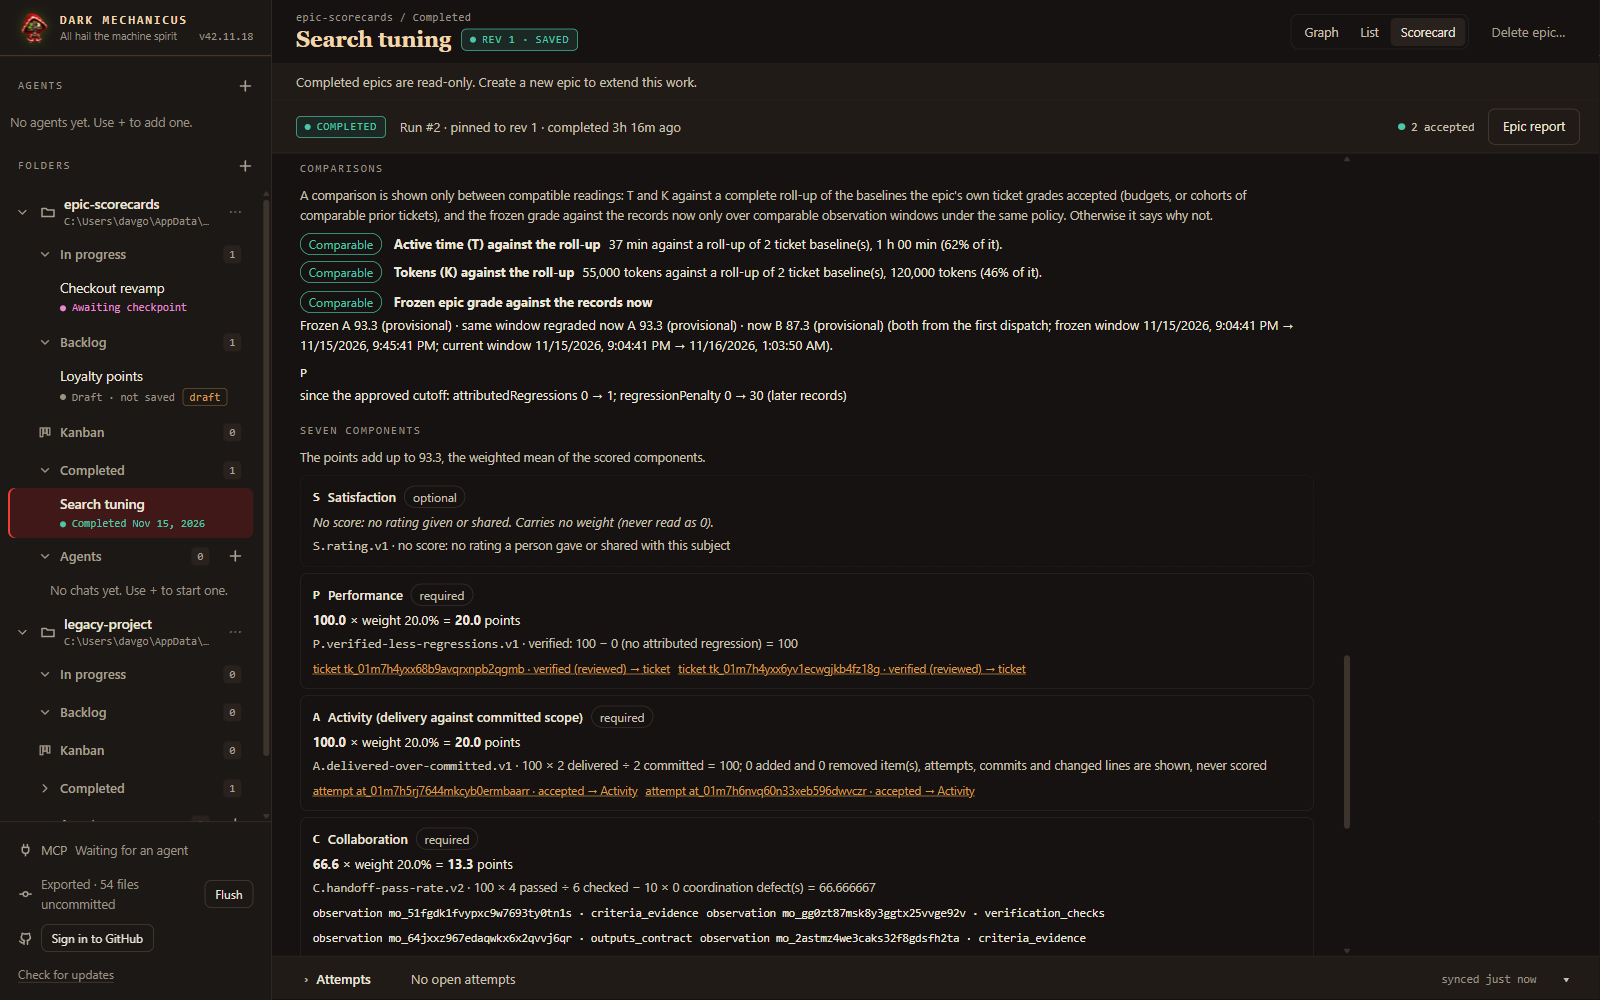 DARK MECHANICUS
All hail the machine spirit v42.11.18
AGENTS
No agents yet. Use + to add one.
FOLDERS
epic-scorecards
C:\Users\davgo\AppData\…
In progress 1
Checkout revamp
Awaiting checkpoint
Backlog 1
Loyalty points
Draft · not saved draft
Kanban 0
Completed 1
Search tuning
Completed Nov 15, 2026
Agents 0
No chats yet. Use + to start one.
legacy-project
C:\Users\davgo\AppData\…
In progress 0
Backlog 0
Kanban 0
Completed 1
MCP Waiting for an agent
Exported · 54 files
uncommitted
Flush
Sign in to GitHub
Check for updates
epic-scorecards / Completed
Search tuning REV 1 · SAVED
Graph List Scorecard Delete epic...
Completed epics are read-only. Create a new epic to extend this work.
COMPLETED Run #2 · pinned to rev 1 · completed 3h 16m ago
2 accepted Epic report
COMPARISONS
A comparison is shown only between compatible readings: T and K against a complete roll-up of the baselines the epic's own ticket grades accepted (budgets, or cohorts of
comparable prior tickets), and the frozen grade against the records now only over comparable observation windows under the same policy. Otherwise it says why not.
Comparable Active time (T) against the roll-up 37 min against a roll-up of 2 ticket baseline(s), 1 h 00 min (62% of it).
Comparable Tokens (K) against the roll-up 55,000 tokens against a roll-up of 2 ticket baseline(s), 120,000 tokens (46% of it).
Comparable Frozen epic grade against the records now
Frozen A 93.3 (provisional) · same window regraded now A 93.3 (provisional) · now B 87.3 (provisional) (both from the first dispatch; frozen window 11/15/2026, 9:04:41 PM →
11/15/2026, 9:45:41 PM; current window 11/15/2026, 9:04:41 PM → 11/16/2026, 1:03:50 AM).
P
since the approved cutoff: attributedRegressions 0 → 1; regressionPenalty 0 → 30 (later records)
SEVEN COMPONENTS
The points add up to 93.3, the weighted mean of the scored components.
S Satisfaction optional
No score: no rating given or shared. Carries no weight (never read as 0).
S.rating.v1 · no score: no rating a person gave or shared with this subject
P Performance required
100.0 × weight 20.0% = 20.0 points
P.verified-less-regressions.v1 · verified: 100 − 0 (no attributed regression) = 100
ticket tk_01m7h4yxx68b9avqrxnpb2qgmb · verified (reviewed) → ticket ticket tk_01m7h4yxx6yv1ecwgjkb4fz18g · verified (reviewed) → ticket
A Activity (delivery against committed scope) required
100.0 × weight 20.0% = 20.0 points
A.delivered-over-committed.v1 · 100 × 2 delivered ÷ 2 committed = 100; 0 added and 0 removed item(s), attempts, commits and changed lines are shown, never scored
attempt at_01m7h5rj7644mkcyb0ermbaarr · accepted → Activity attempt at_01m7h6nvq60n33xeb596dwvczr · accepted → Activity
C Collaboration required
66.6 × weight 20.0% = 13.3 points
C.handoff-pass-rate.v2 · 100 × 4 passed ÷ 6 checked − 10 × 0 coordination defect(s) = 66.666667
observation mo_51fgdk1fvypxc9w7693ty0tn1s · criteria_evidence observation mo_gg0zt87msk8y3ggtx25vvge92v · verification_checks
observation mo_64jxxz967edaqwkx6x2qvvj6qr · outputs_contract observation mo_2astmz4we3caks32f8gdsfh2ta · criteria_evidence
Attempts No open attempts
synced just now